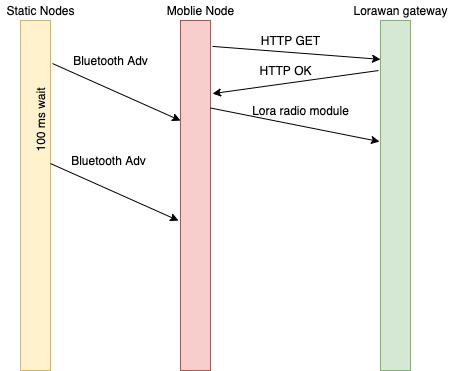 Static Nodes
Moblie Node
Lorawan gateway
HTTP GET
Bluetooth Adv
HTTP OK
100 ms wait
Lora radio module
Bluetooth Adv